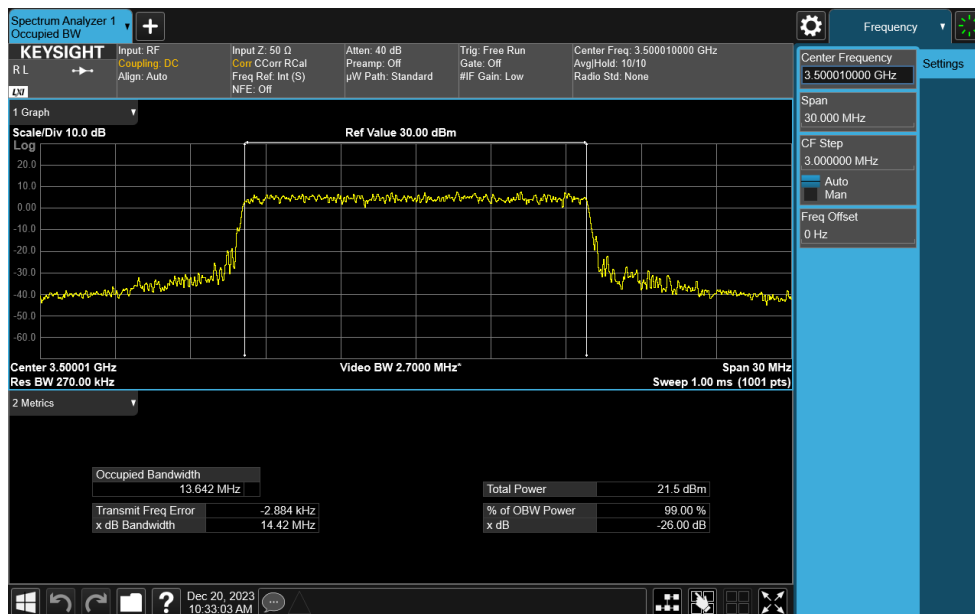 Spectrum Analyzer 1
Occupied BW
Frequency
KEYSIGHT
R L
LXI
Input: RF
Coupling: DC
Align: Auto
Input Z: 50 Ω
Corr CCorr RCal
Freq Ref: Int (S)
NFE: Off
Atten: 40 dB
Preamp: Off
µW Path: Standard
Trig: Free Run
Gate: Off
#IF Gain: Low
Center Freq: 3.500010000 GHz
Avg|Hold: 10/10
Radio Std: None
Center Frequency
3.500010000 GHz
Settings
Span
30.000 MHz
CF Step
3.000000 MHz
Auto
Man
Freq Offset
0 Hz
1 Graph
Scale/Div 10.0 dB
Ref Value 30.00 dBm
Log
20.0
10.0
0.00
-10.0
-20.0
-30.0
-40.0
-50.0
-60.0
Center 3.50001 GHz
Video BW 2.7000 MHz*
Span 30 MHz
Res BW 270.00 kHz
Sweep 1.00 ms (1001 pts)
2 Metrics
Occupied Bandwidth
13.642 MHz
Total Power 21.5 dBm
Transmit Freq Error -2.884 kHz
% of OBW Power 99.00 %
x dB Bandwidth 14.42 MHz
x dB -26.00 dB
?
Dec 20, 2023
10:33:03 AM